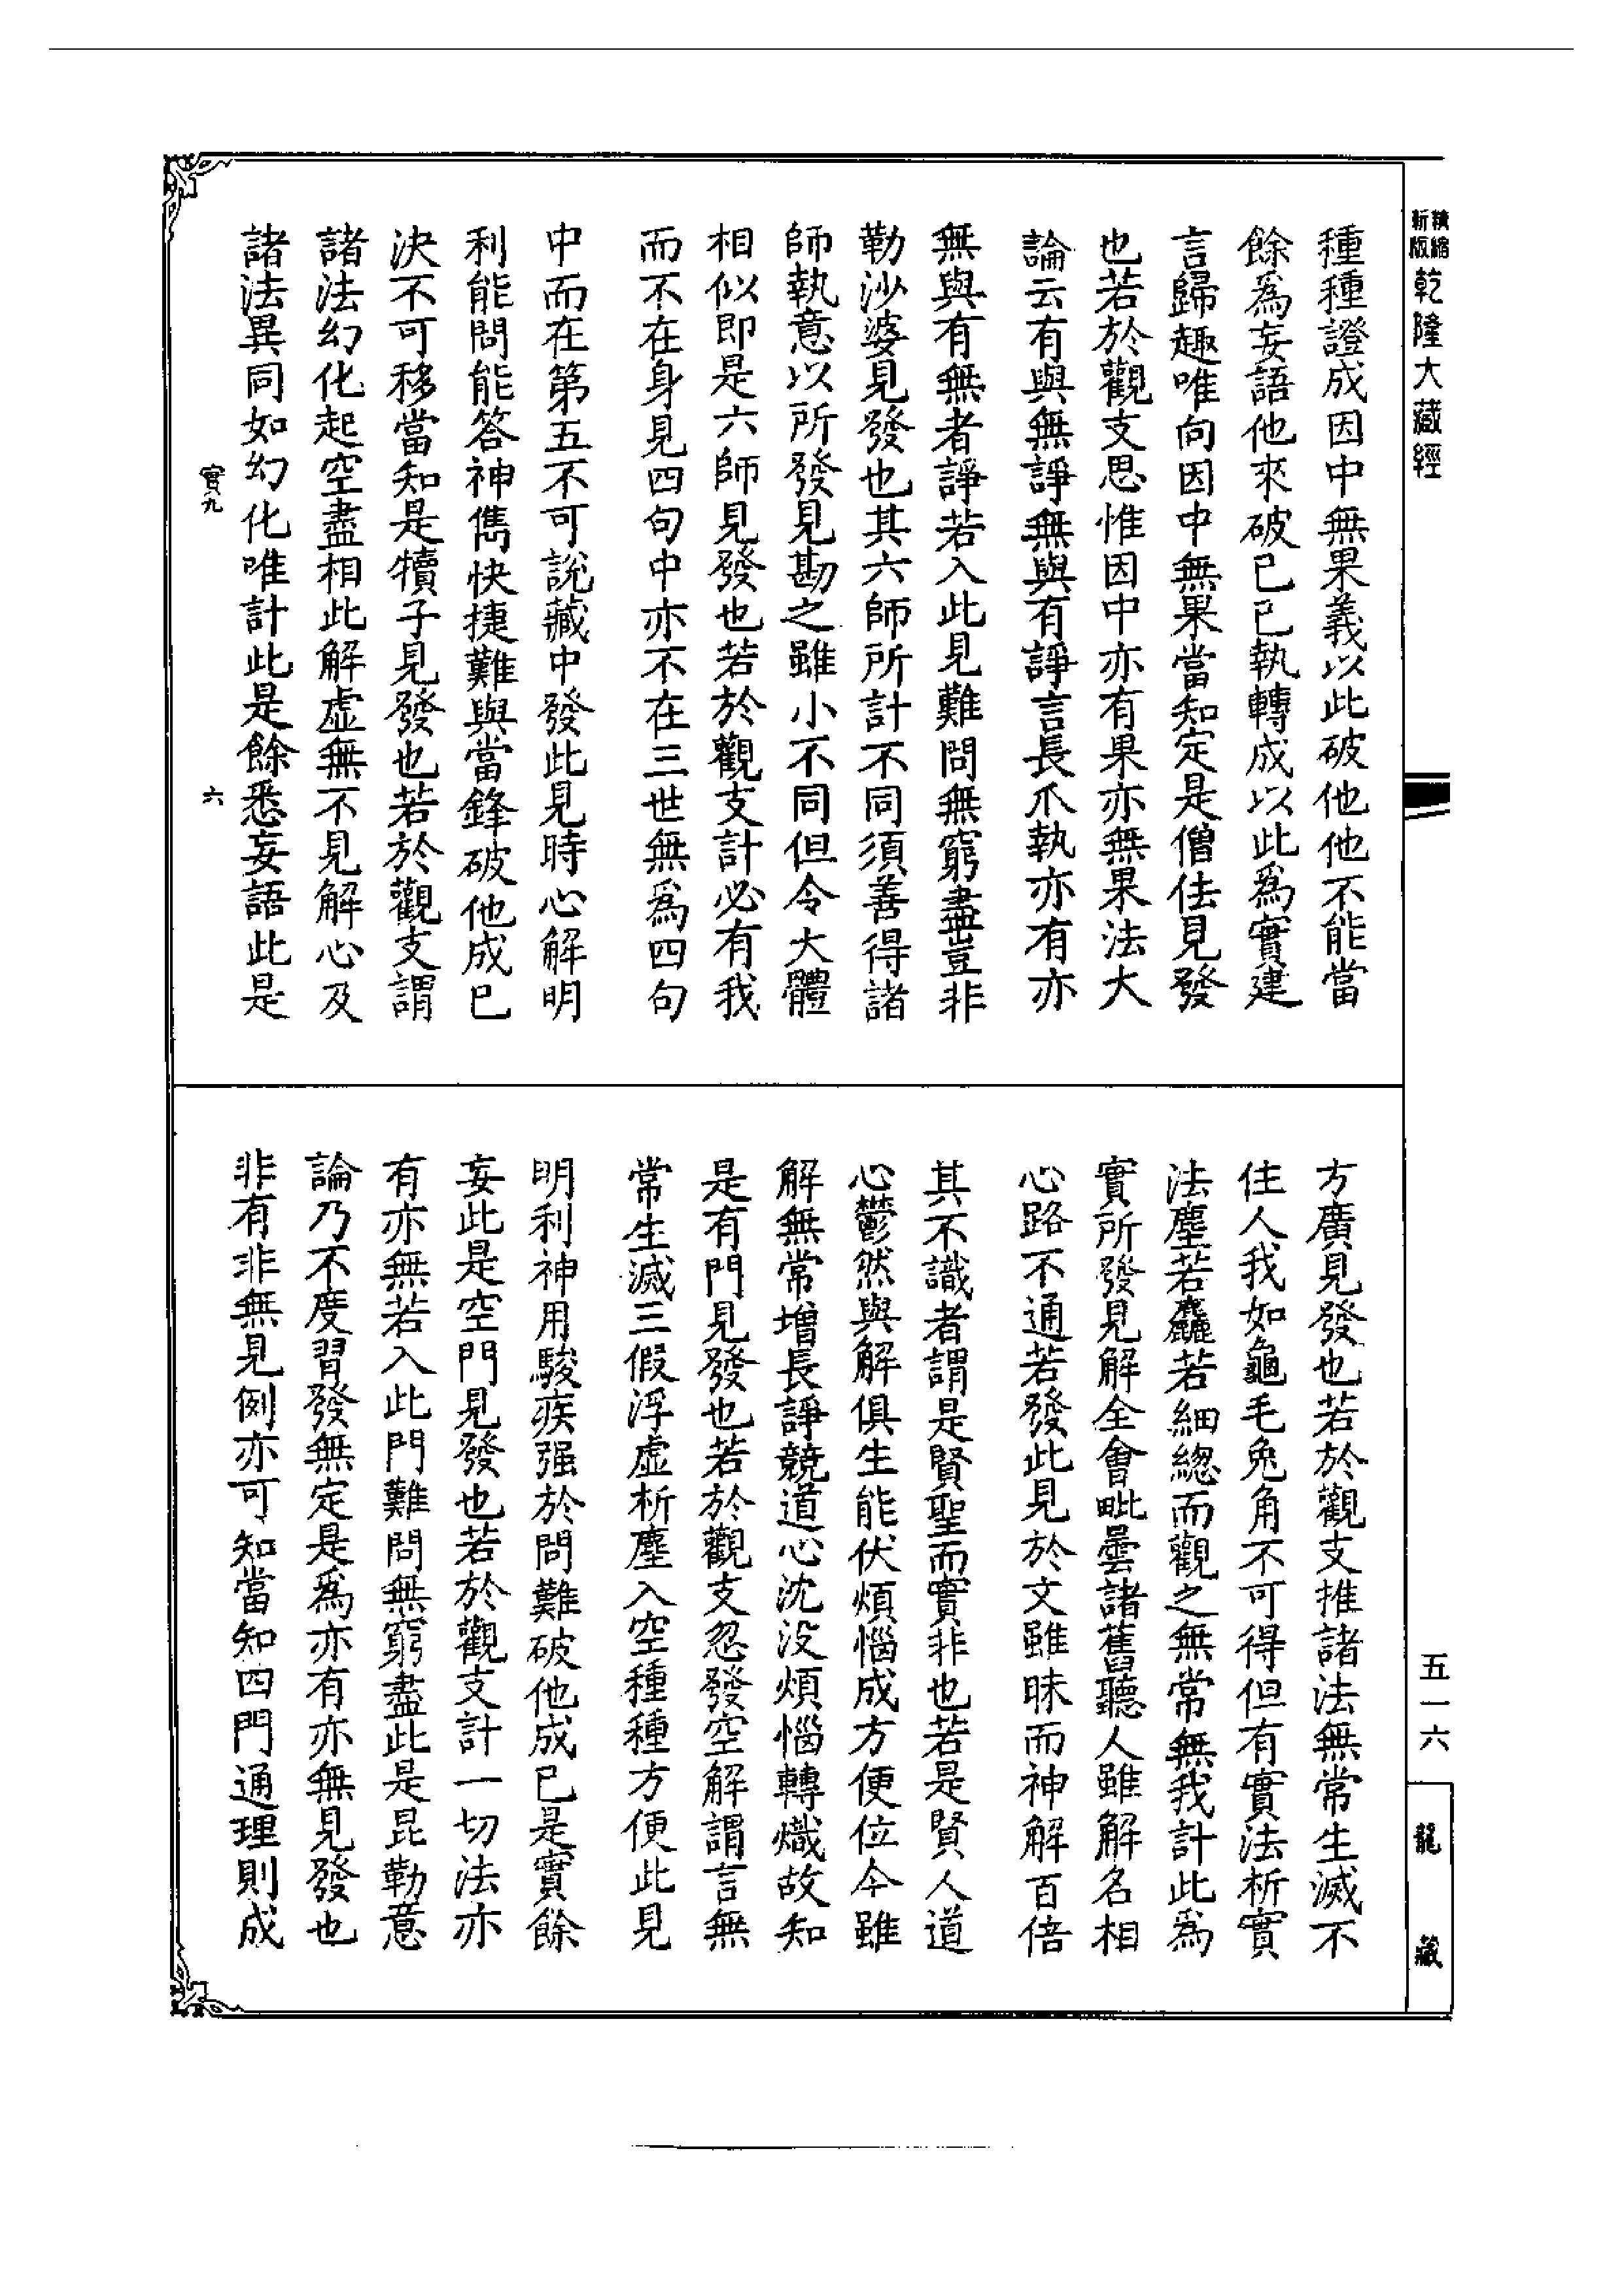 新版 精縮
乾隆大藏經
種種證成因中無果義以此破他他不能當
餘為妄語他來破已已執轉成以此為實建
言歸趣唯向因中無果當知定是僧佉見發
也若於觀支思惟因中亦有果亦無果法大
論云有與無諍無與有諍言長爪執亦有亦
無與有無者諍若入此見難問無窮盡豈非
勒沙婆見發也其六師所計不同須善得諸
師執意以所發見勘之雖小不同但令大體
相似即是六師見發也若於觀支計必有我
而不在身見四句中亦不在三世無為四句
中而在第五不可說藏中發此見時心解明
利能問能答神儁快捷難與當鋒破他成已
決不可移當知是犢子見發也若於觀支謂
諸法幻化起空盡相此解虛無不見解心及
諸法異同如幻化唯計此是餘悉妄語此是
實九
六
方廣見發也若於觀支推諸法無常生滅不
住人我如龜毛兔角不可得但有實法析實
法塵若麤若細總而觀之無常無我計此為
實所發見解全會毗曇諸舊聽人雖解名相
心路不通若發此見於文雖昧而神解百倍
其不識者謂是賢聖而實非也若是賢人道
心鬱然與解俱生能伏煩惱成方便位今雖
解無常增長諍競道心沈沒煩惱轉熾故知
是有門見發也若於觀支忽發空解謂言無
常生滅三假浮虛析塵入空種種方便此見
明利神用駿疾强於問難破他成已是實餘
妄此是空門見發也若於觀支計一切法亦
有亦無若入此門難問無窮盡此是昆勒意
論乃不度習發無定是為亦有亦無見發也
非有非無見例亦可知當知四門通理則成
五一六
龍
藏